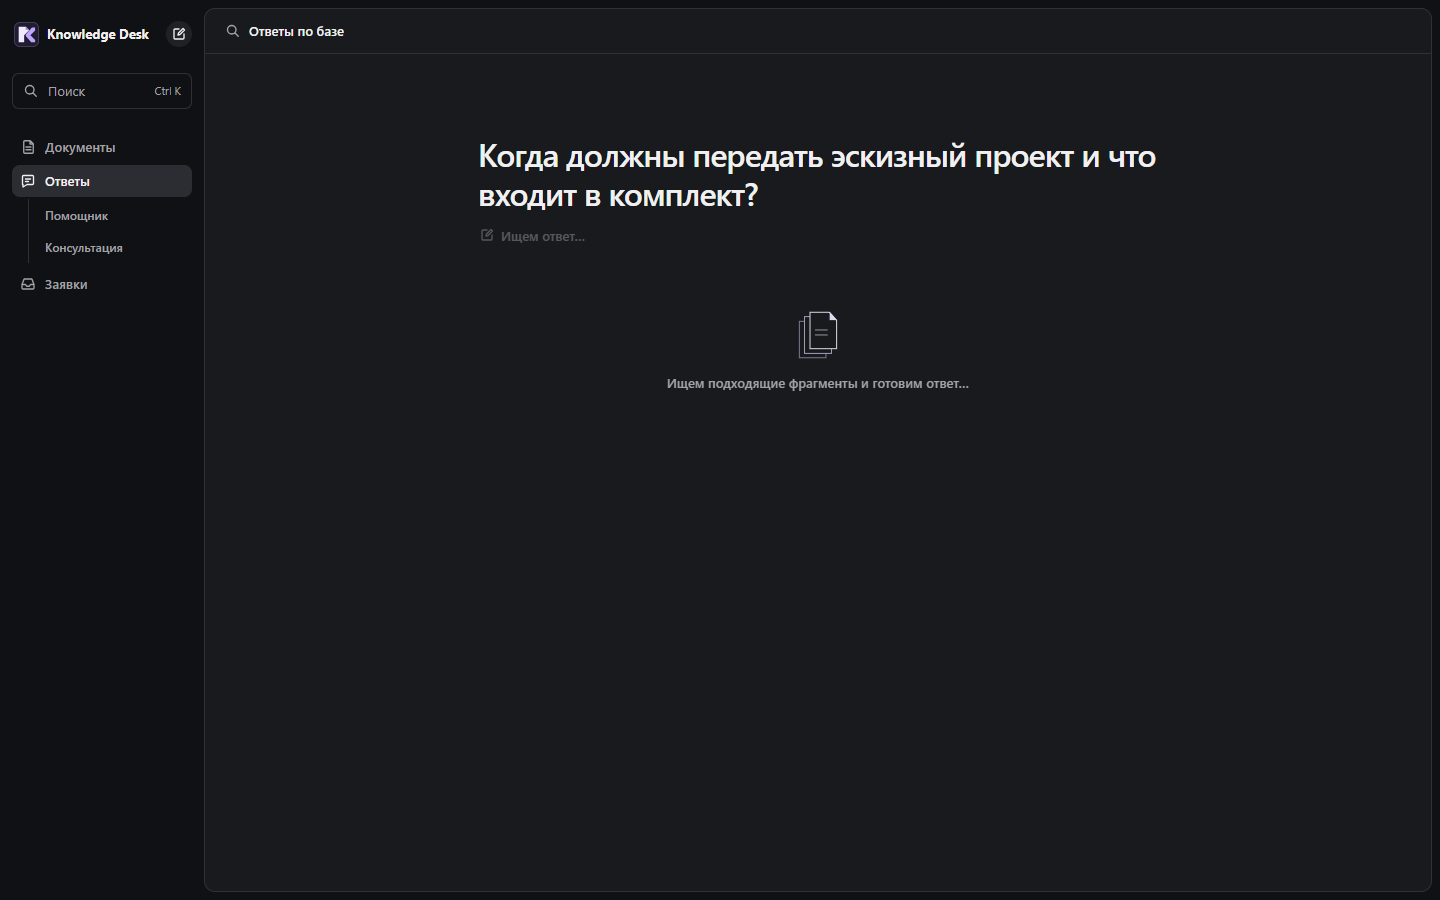 Knowledge Desk
Поиск Ctrl K
Документы
Ответы
Помощник
Консультация
Заявки
Ответы по базе
Когда должны передать эскизный проект и что
входит в комплект?
Ищем ответ...
Ищем подходящие фрагменты и готовим ответ...